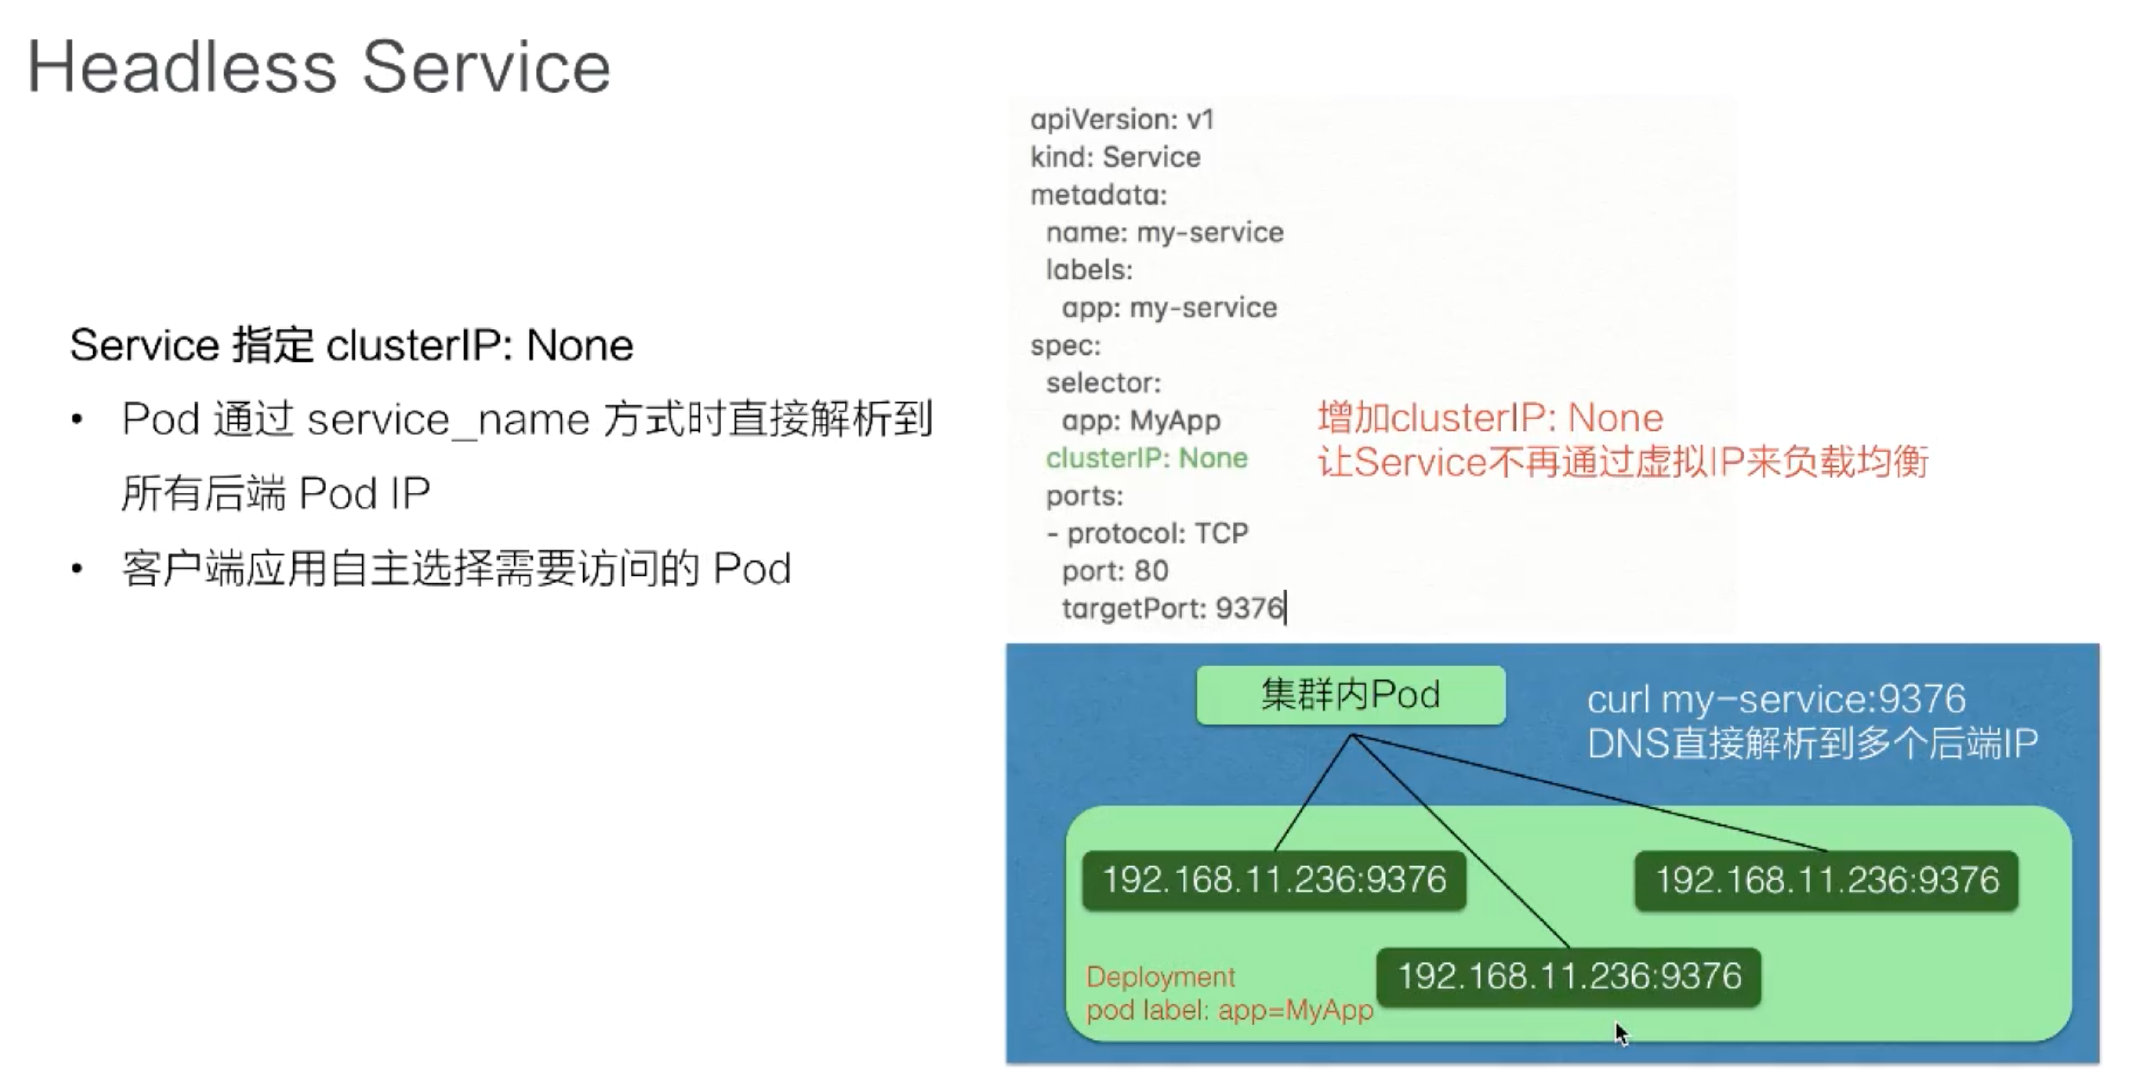 Headless Service
Service 指定 clusterIP: None
• Pod 通过 service_name 方式时直接解析到
所有后端 Pod IP
• 客户端应用自主选择需要访问的 Pod
apiVersion: v1
kind: Service
metadata:
  name: my-service
  labels:
    app: my-service
spec:
  selector:
    app: MyApp
  clusterIP: None
  ports:
  - protocol: TCP
    port: 80
    targetPort: 9376
增加clusterIP: None
让Service不再通过虚拟IP来负载均衡
集群内Pod
curl my-service:9376
DNS直接解析到多个后端IP
192.168.11.236:9376
192.168.11.236:9376
192.168.11.236:9376
Deployment
pod label: app=MyApp